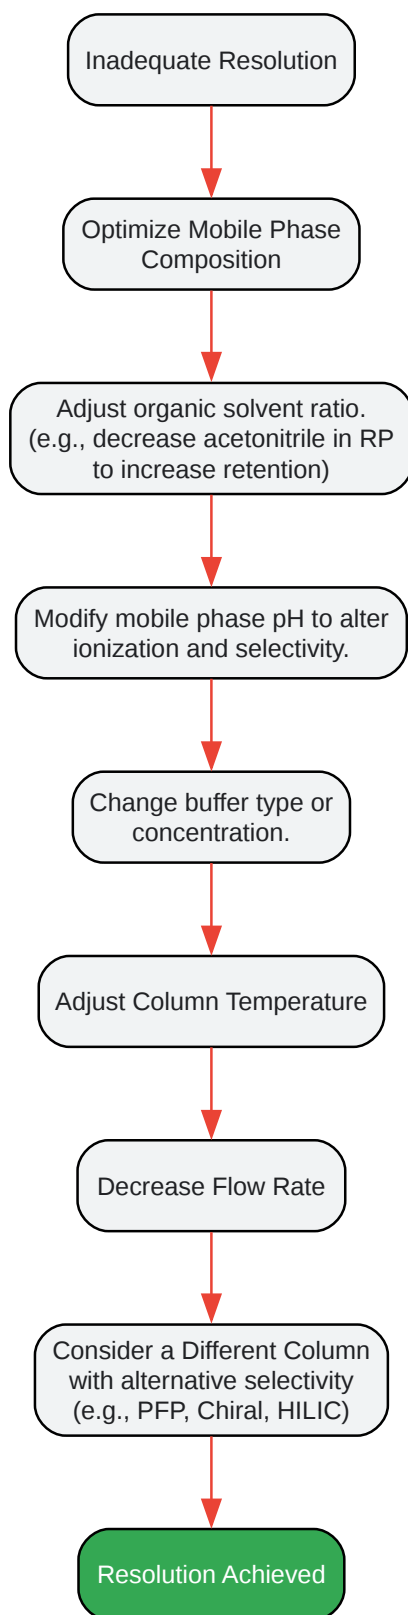 Inadequate Resolution
Optimize Mobile Phase
Composition
Adjust organic solvent ratio.
(e.g., decrease acetonitrile in RP
to increase retention)
Modify mobile phase pH to alter
ionization and selectivity.
Change buffer type or
concentration.
Adjust Column Temperature
Decrease Flow Rate
Consider a Different Column
with alternative selectivity
(e.g., PFP, Chiral, HILIC)
Resolution Achieved